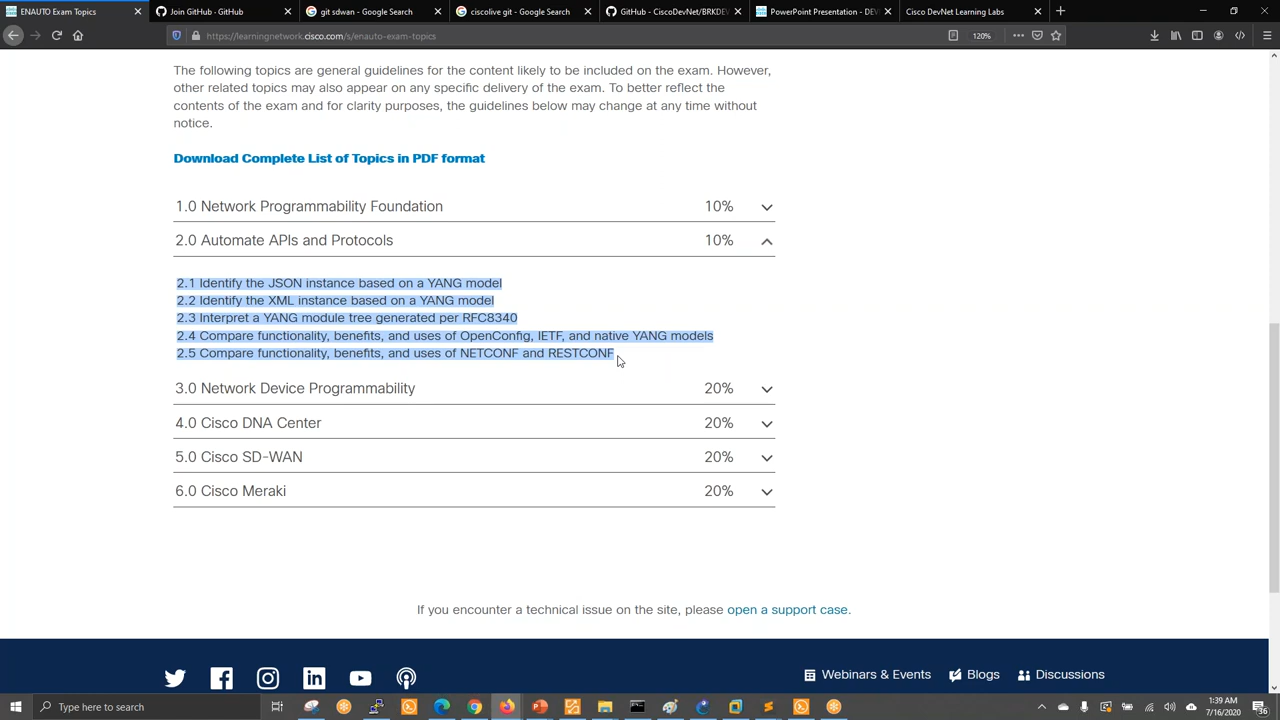 ENAUTO Exam Topics
Join GitHub · GitHub
git sdwan - Google Search
ciscolive git - Google Search
GitHub - CiscoDevNet/BRKDEV
PowerPoint Presentation - DEV
Cisco DevNet Learning Labs
https://learningnetwork.cisco.com/s/enauto-exam-topics
120%
The following topics are general guidelines for the content likely to be included on the exam. However,
other related topics may also appear on any specific delivery of the exam. To better reflect the
contents of the exam and for clarity purposes, the guidelines below may change at any time without
notice.
Download Complete List of Topics in PDF format
1.0 Network Programmability Foundation 10%
2.0 Automate APIs and Protocols 10%
2.1 Identify the JSON instance based on a YANG model
2.2 Identify the XML instance based on a YANG model
2.3 Interpret a YANG module tree generated per RFC8340
2.4 Compare functionality, benefits, and uses of OpenConfig, IETF, and native YANG models
2.5 Compare functionality, benefits, and uses of NETCONF and RESTCONF
3.0 Network Device Programmability 20%
4.0 Cisco DNA Center 20%
5.0 Cisco SD-WAN 20%
6.0 Cisco Meraki 20%
If you encounter a technical issue on the site, please open a support case.
Webinars & Events
Blogs
Discussions
Type here to search
1:39 AM
7/16/2020
36